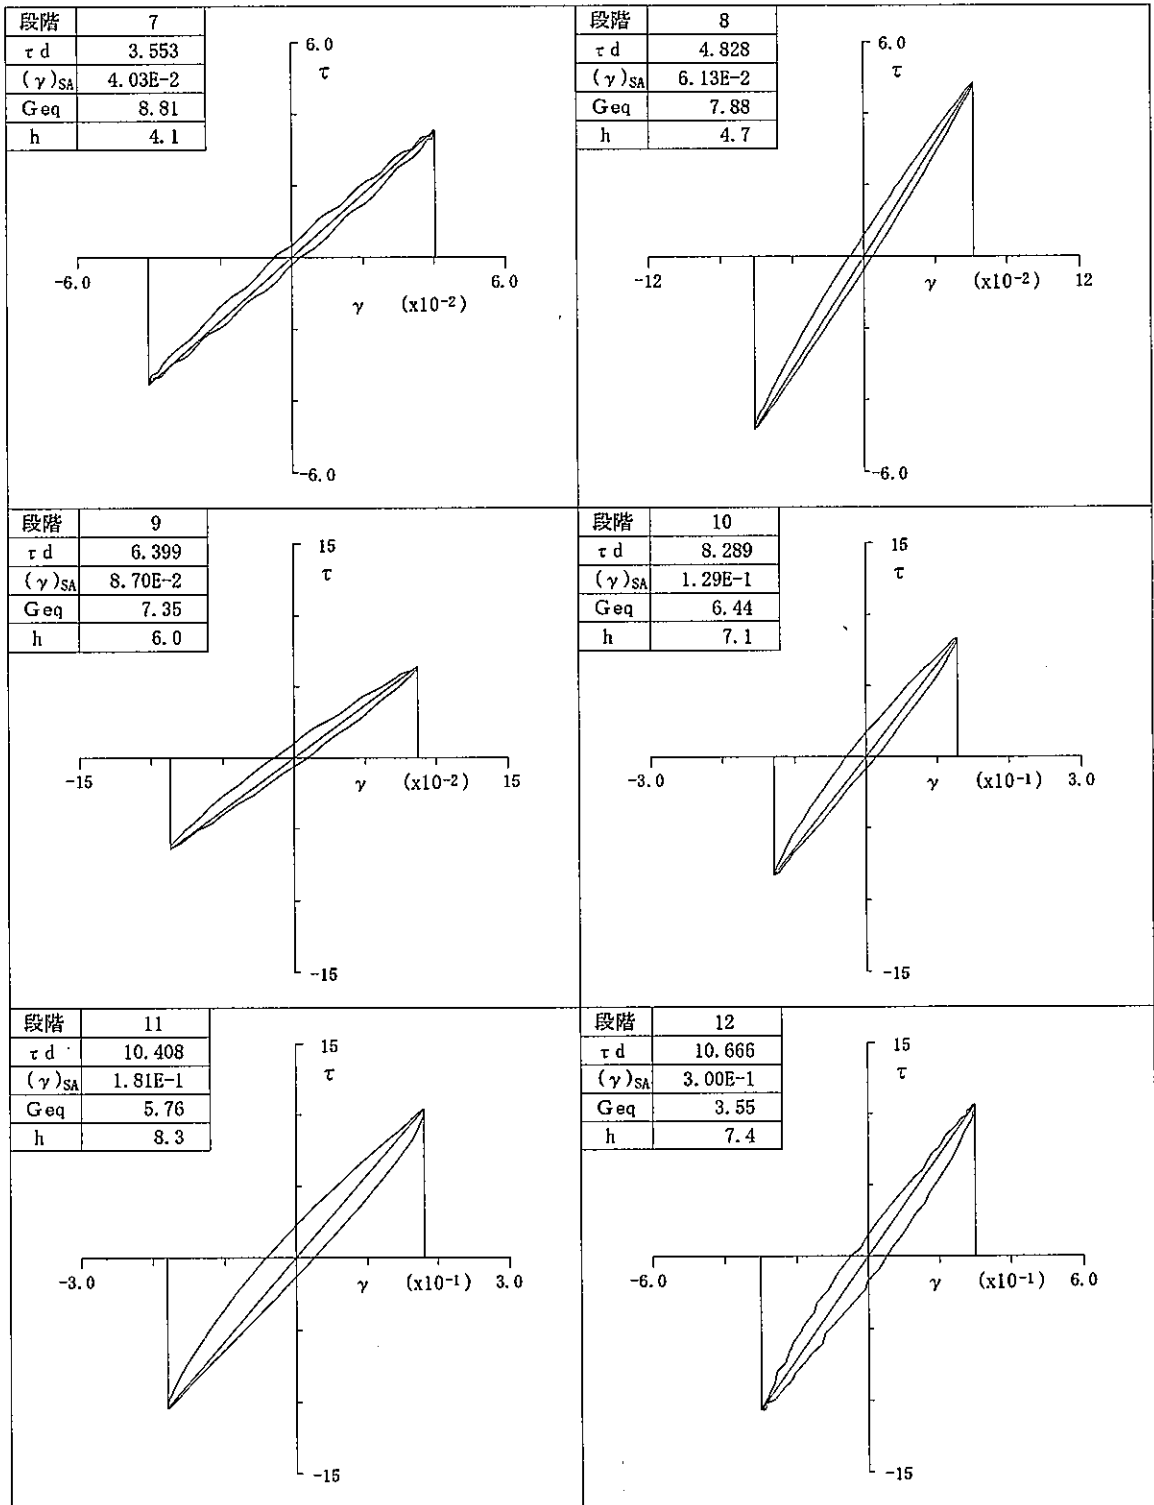 段階 7
τd 3.553
(γ)SA 4.03E-2
Geq 8.81
h 4.1
6.0
τ
-6.0
6.0
γ (x10-2)
-6.0
段階 8
τd 4.828
(γ)SA 6.13E-2
Geq 7.88
h 4.7
6.0
τ
-12
12
γ (x10-2)
-6.0
段階 9
τd 6.399
(γ)SA 8.70E-2
Geq 7.35
h 6.0
15
τ
-15
γ (x10-2) 15
-15
段階 10
τd 8.289
(γ)SA 1.29E-1
Geq 6.44
h 7.1
15
τ
-3.0
γ (x10-1) 3.0
-15
段階 11
τd 10.408
(γ)SA 1.81E-1
Geq 5.76
h 8.3
15
τ
-3.0
γ (x10-1) 3.0
-15
段階 12
τd 10.666
(γ)SA 3.00E-1
Geq 3.55
h 7.4
15
τ
-6.0
γ (x10-1) 6.0
-15